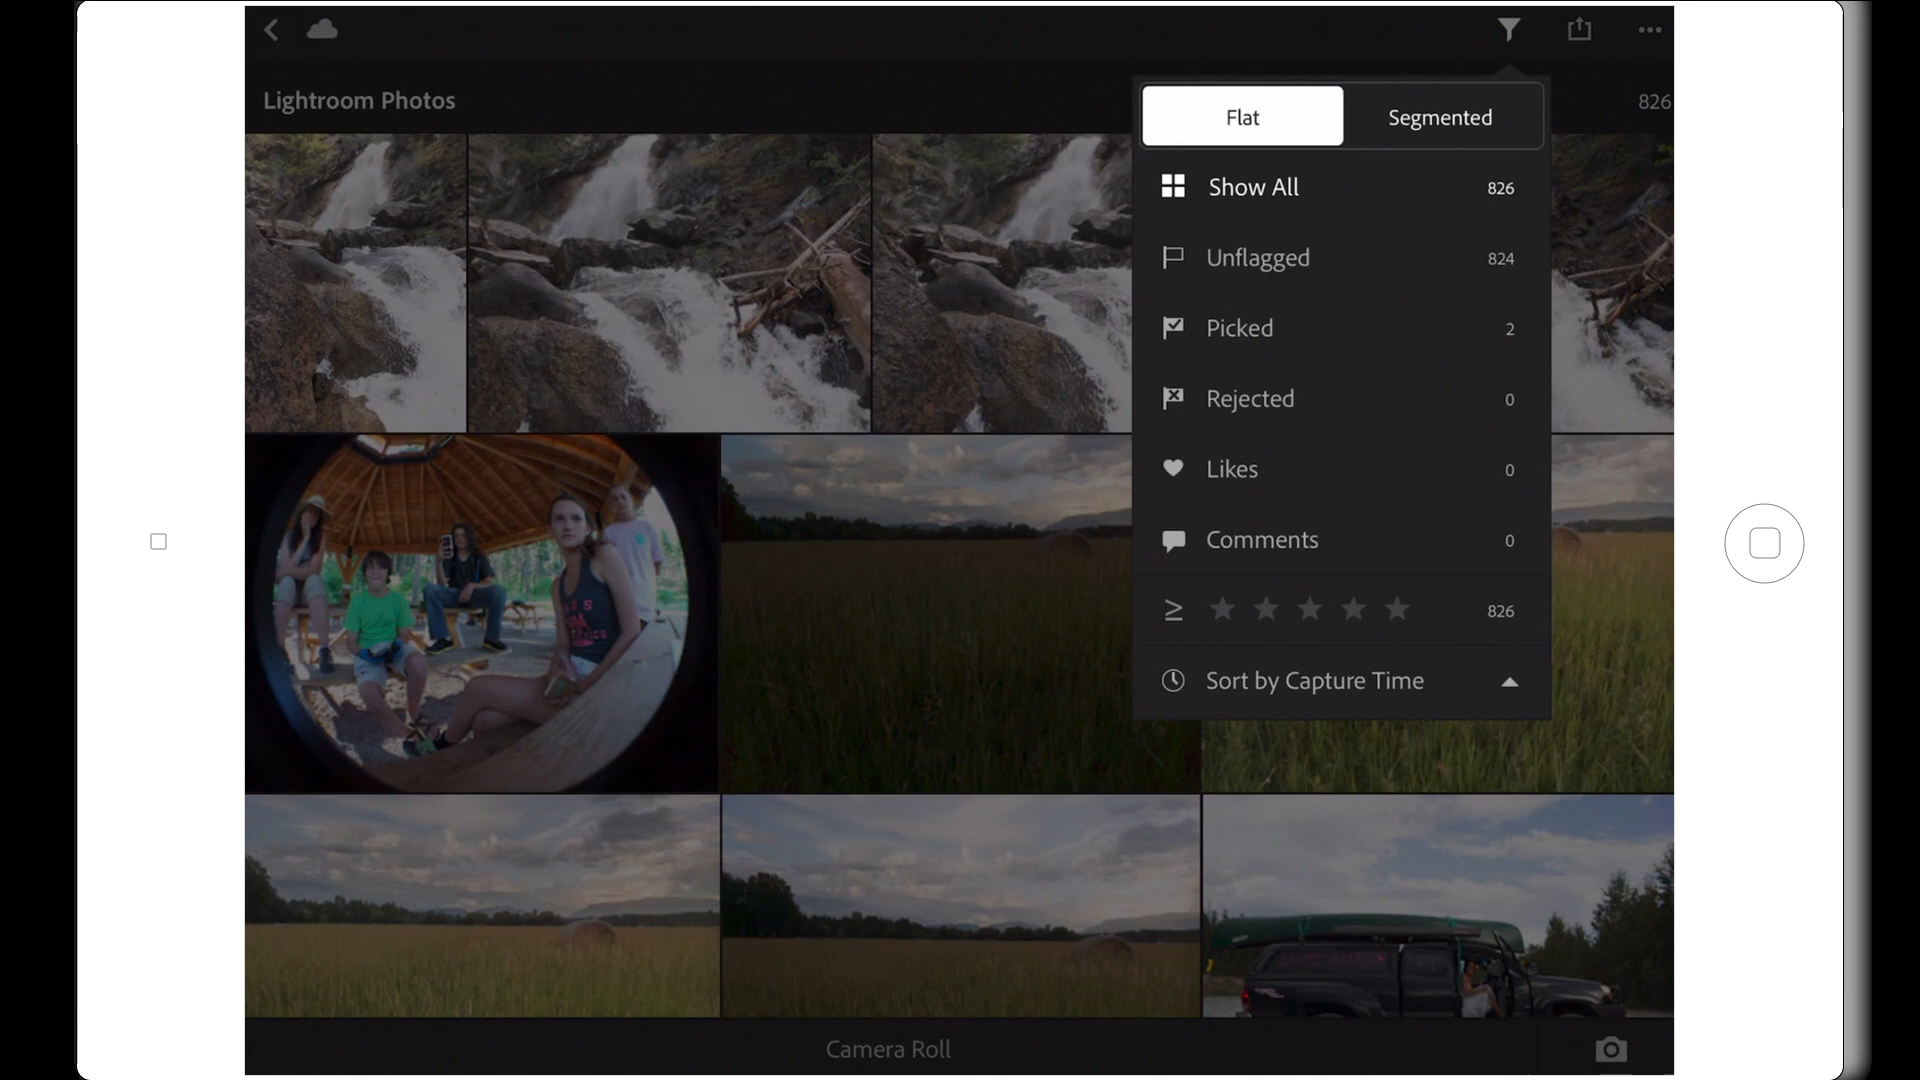 Lightroom Photos
826
Flat
Segmented
Show All 826
Unflagged 824
Picked 2
Rejected 0
Likes 0
Comments 0
≥ ★ ★ ★ ★ ★ 826
Sort by Capture Time
Camera Roll